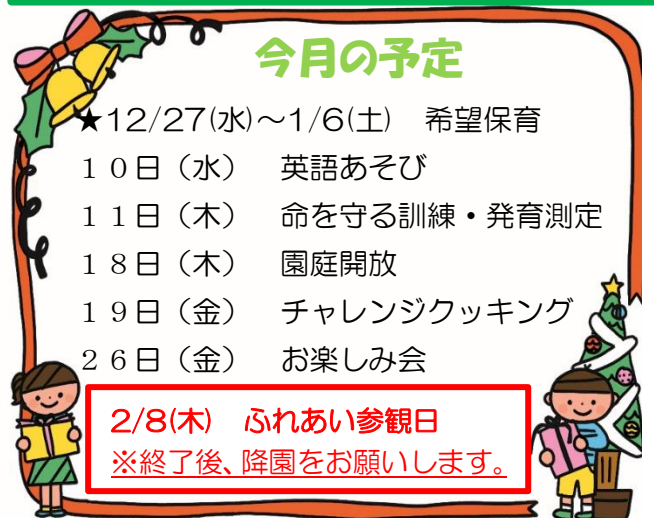 今月の予定
★12/27(水)～1/6(土)　希望保育
１０日（水）　英語あそび
１１日（木）　命を守る訓練・発育測定
１８日（木）　園庭開放
１９日（金）　チャレンジクッキング
２６日（金）　お楽しみ会
2/8(木)　ふれあい参観日
※終了後、降園をお願いします。